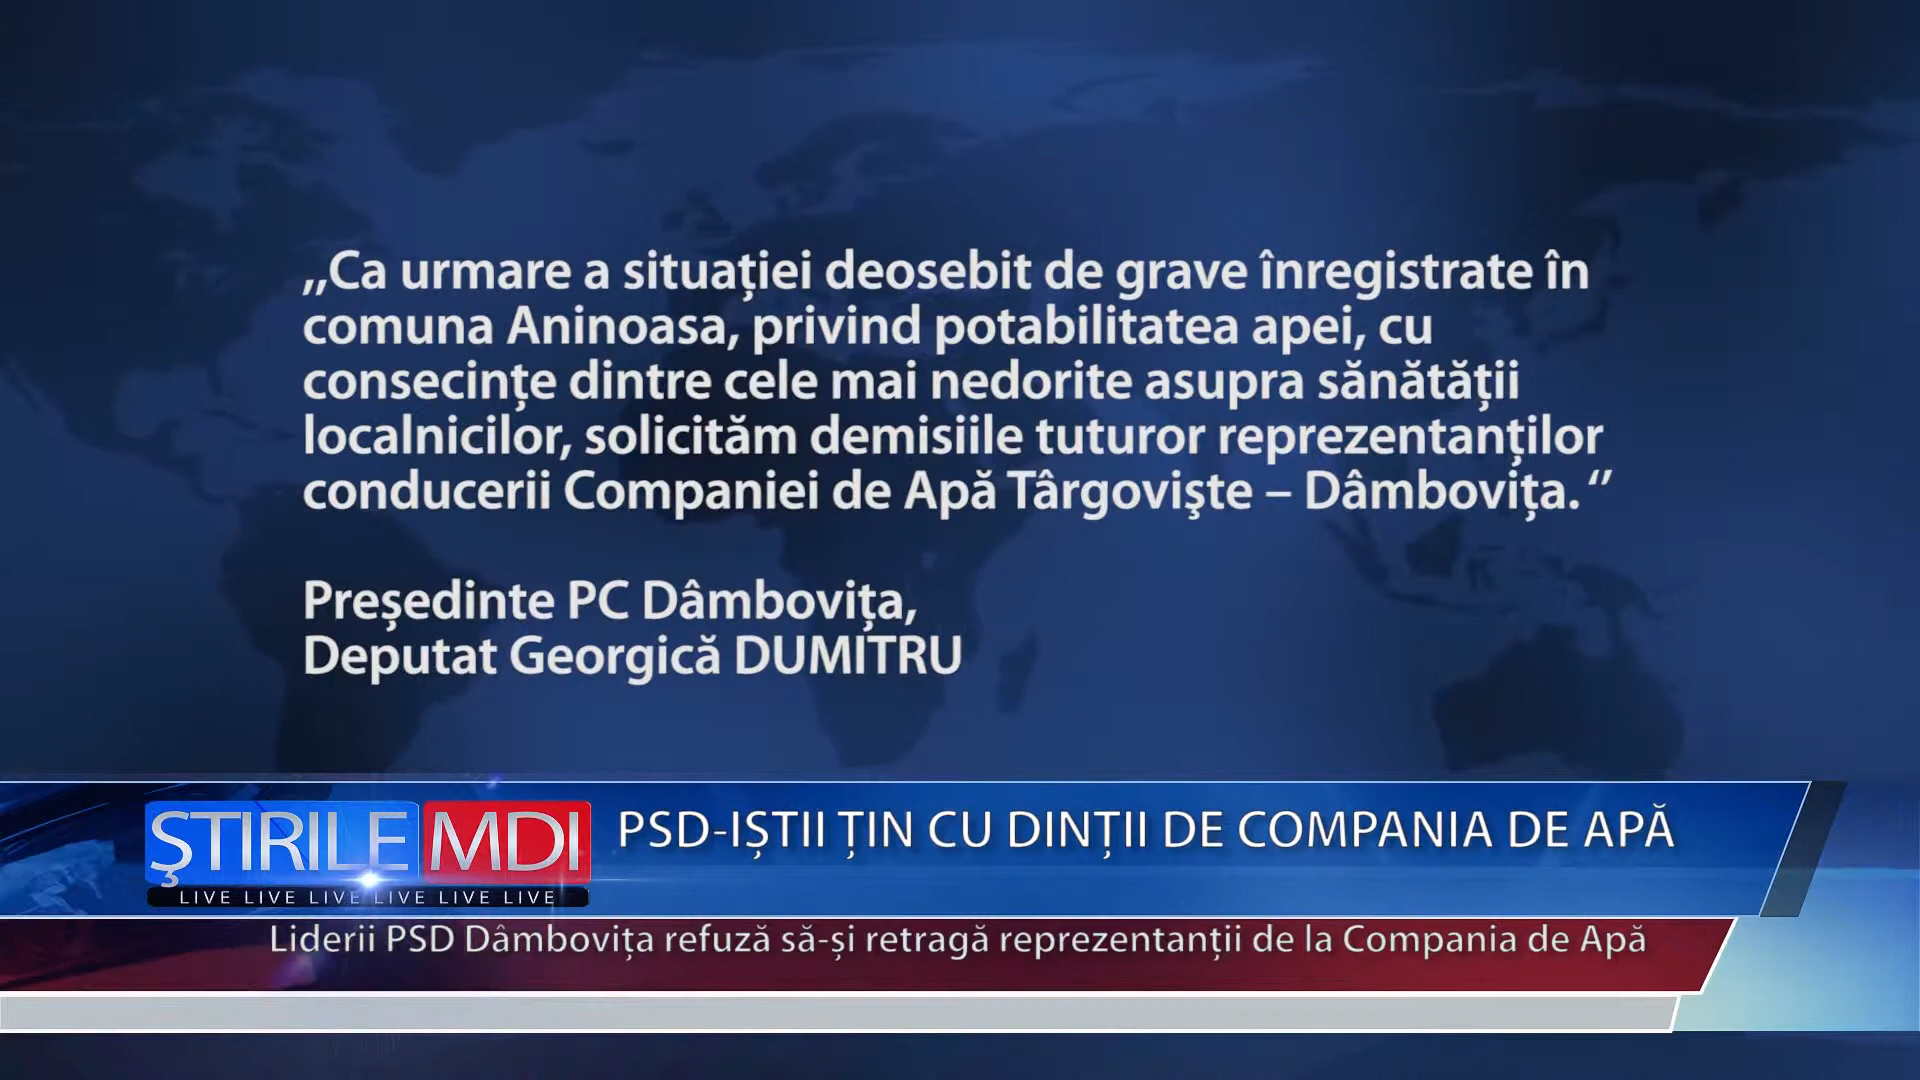 ,,Ca urmare a situației deosebit de grave înregistrate în
comuna Aninoasa, privind potabilitatea apei, cu
consecințe dintre cele mai nedorite asupra sănătății
localnicilor, solicităm demisiile tuturor reprezentanților
conducerii Companiei de Apă Târgovişte – Dâmbovița. ‘’
Președinte PC Dâmbovița,
Deputat Georgică DUMITRU
ŞTIRILE MDI
LIVE LIVE LIVE LIVE LIVE LIVE
PSD-IȘTII ȚIN CU DINȚII DE COMPANIA DE APĂ
Liderii PSD Dâmbovița refuză să-și retragă reprezentanții de la Compania de Apă